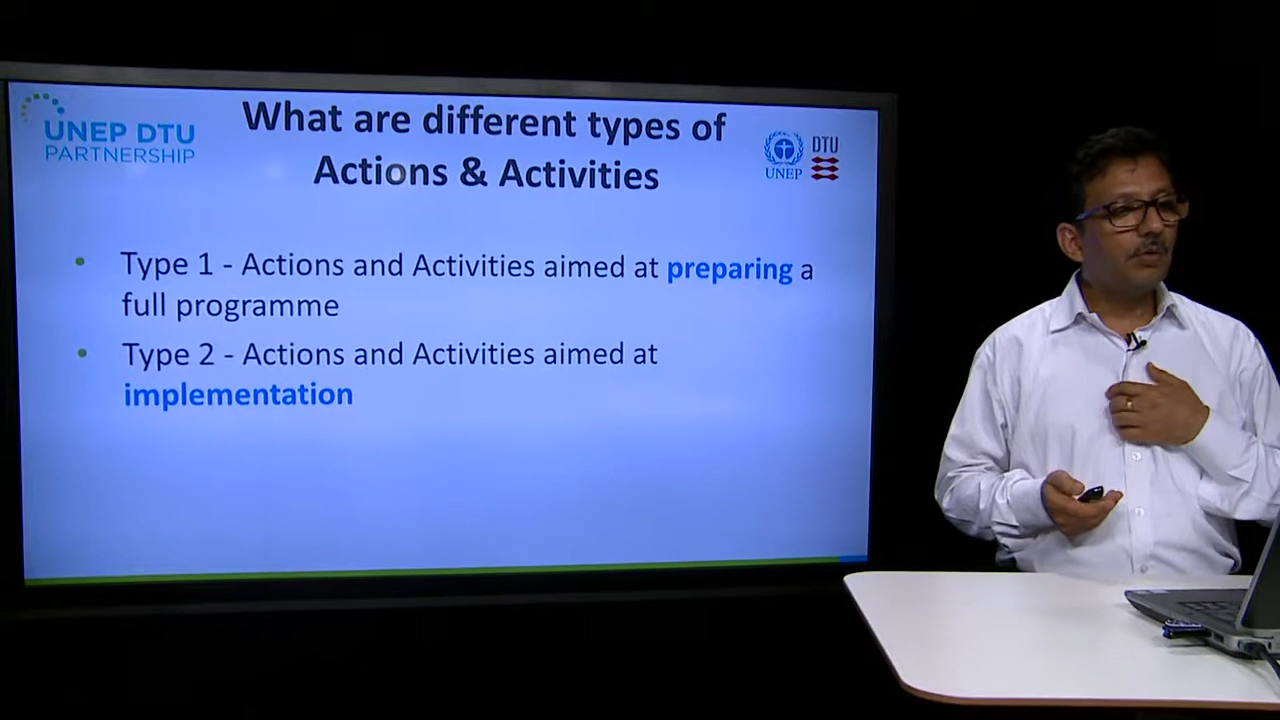 UNEP DTU
PARTNERSHIP
What are different types of
Actions & Activities
UNEP
DTU
• Type 1 - Actions and Activities aimed at preparing a
full programme
• Type 2 - Actions and Activities aimed at
implementation